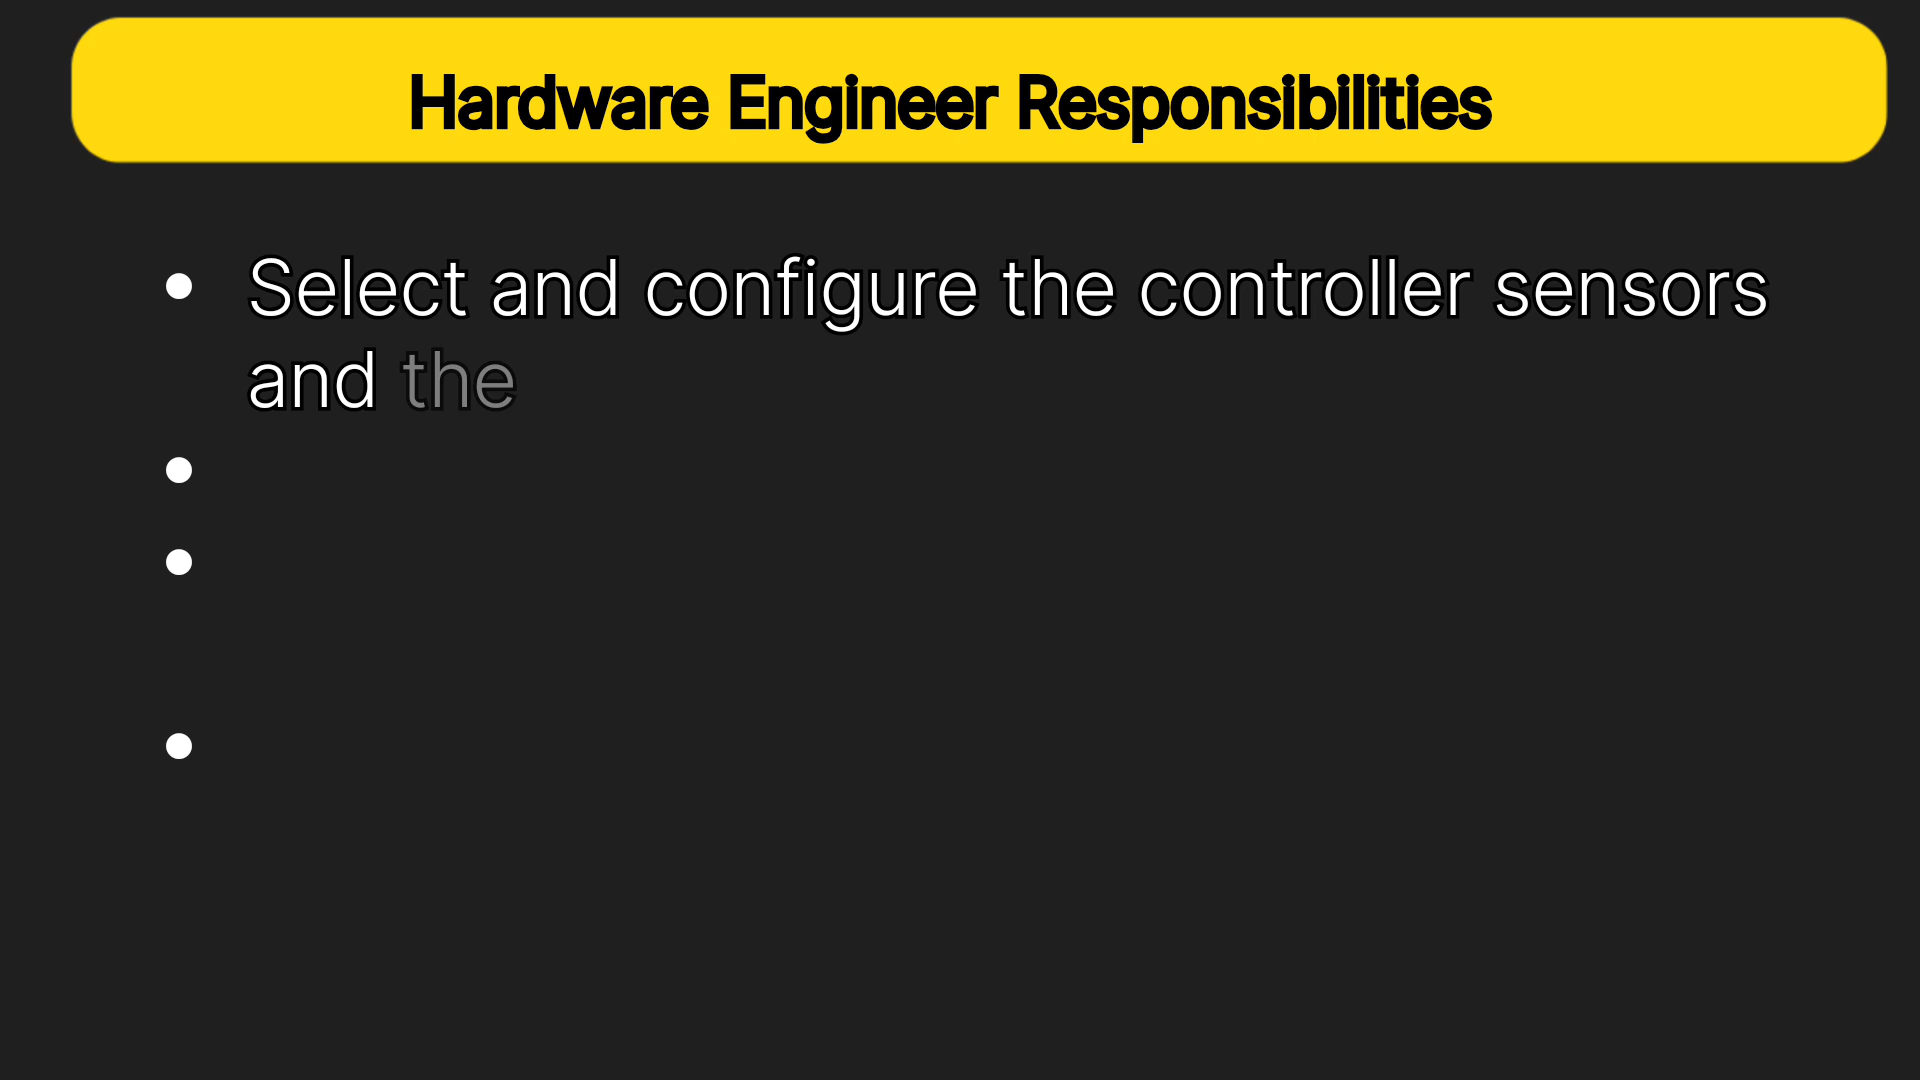 Hardware Engineer Responsibilities
• Select and configure the controller sensors
and the
•
•
•